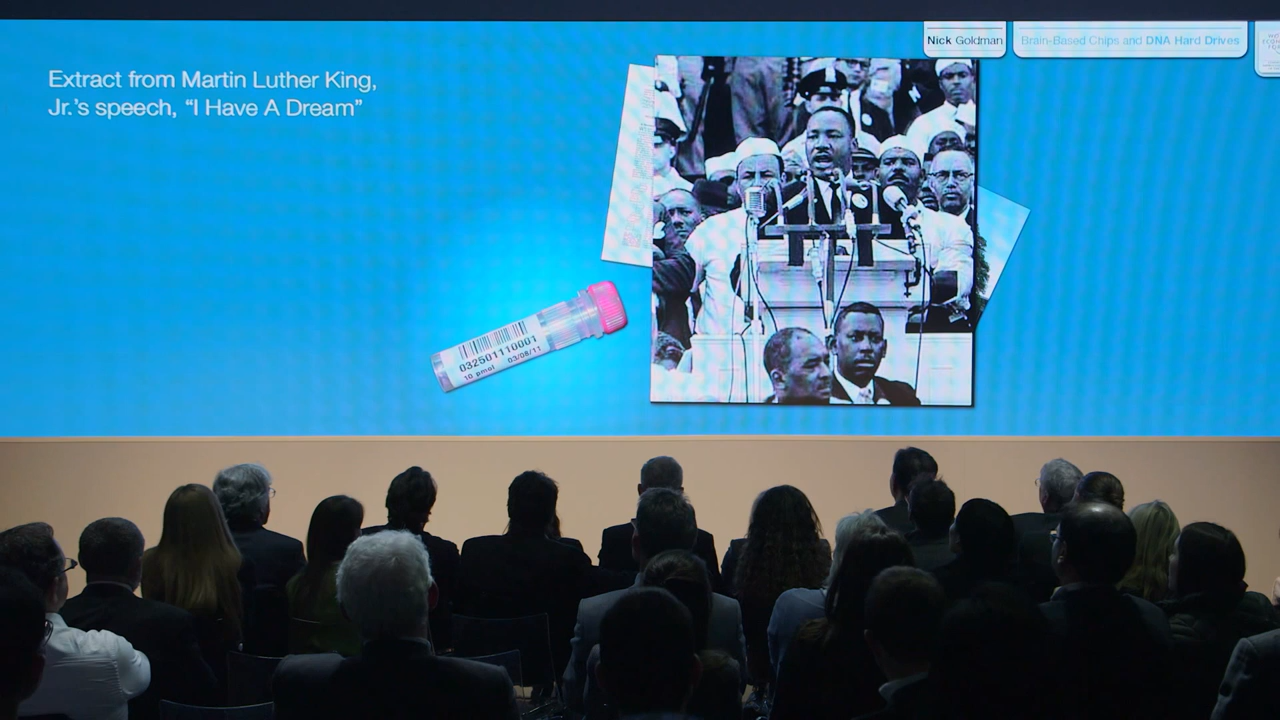 Nick Goldman
Brain-Based Chips and DNA Hard Drives
Extract from Martin Luther King,
Jr.'s speech, “I Have A Dream”
032501110001
10 pmol 03/08/11